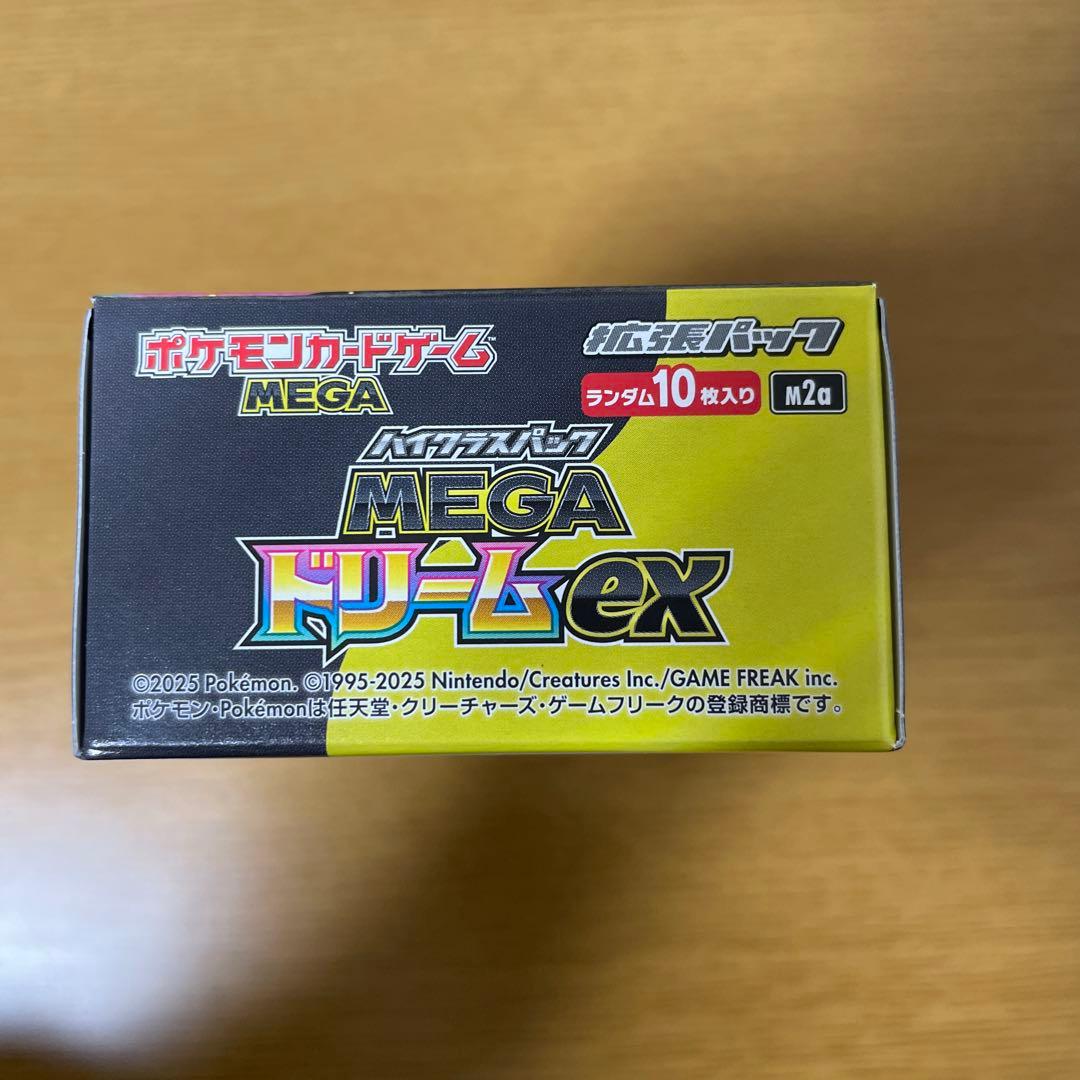 ポケモンカードゲーム™
MEGA
拡張パック
ランダム10枚入り
M2a
ハイクラスパック
MEGA
ドリームex
©2025 Pokémon. ©1995-2025 Nintendo/Creatures Inc./GAME FREAK inc.
ポケモン・Pokémonは任天堂・クリーチャーズ・ゲームフリークの登録商標です。